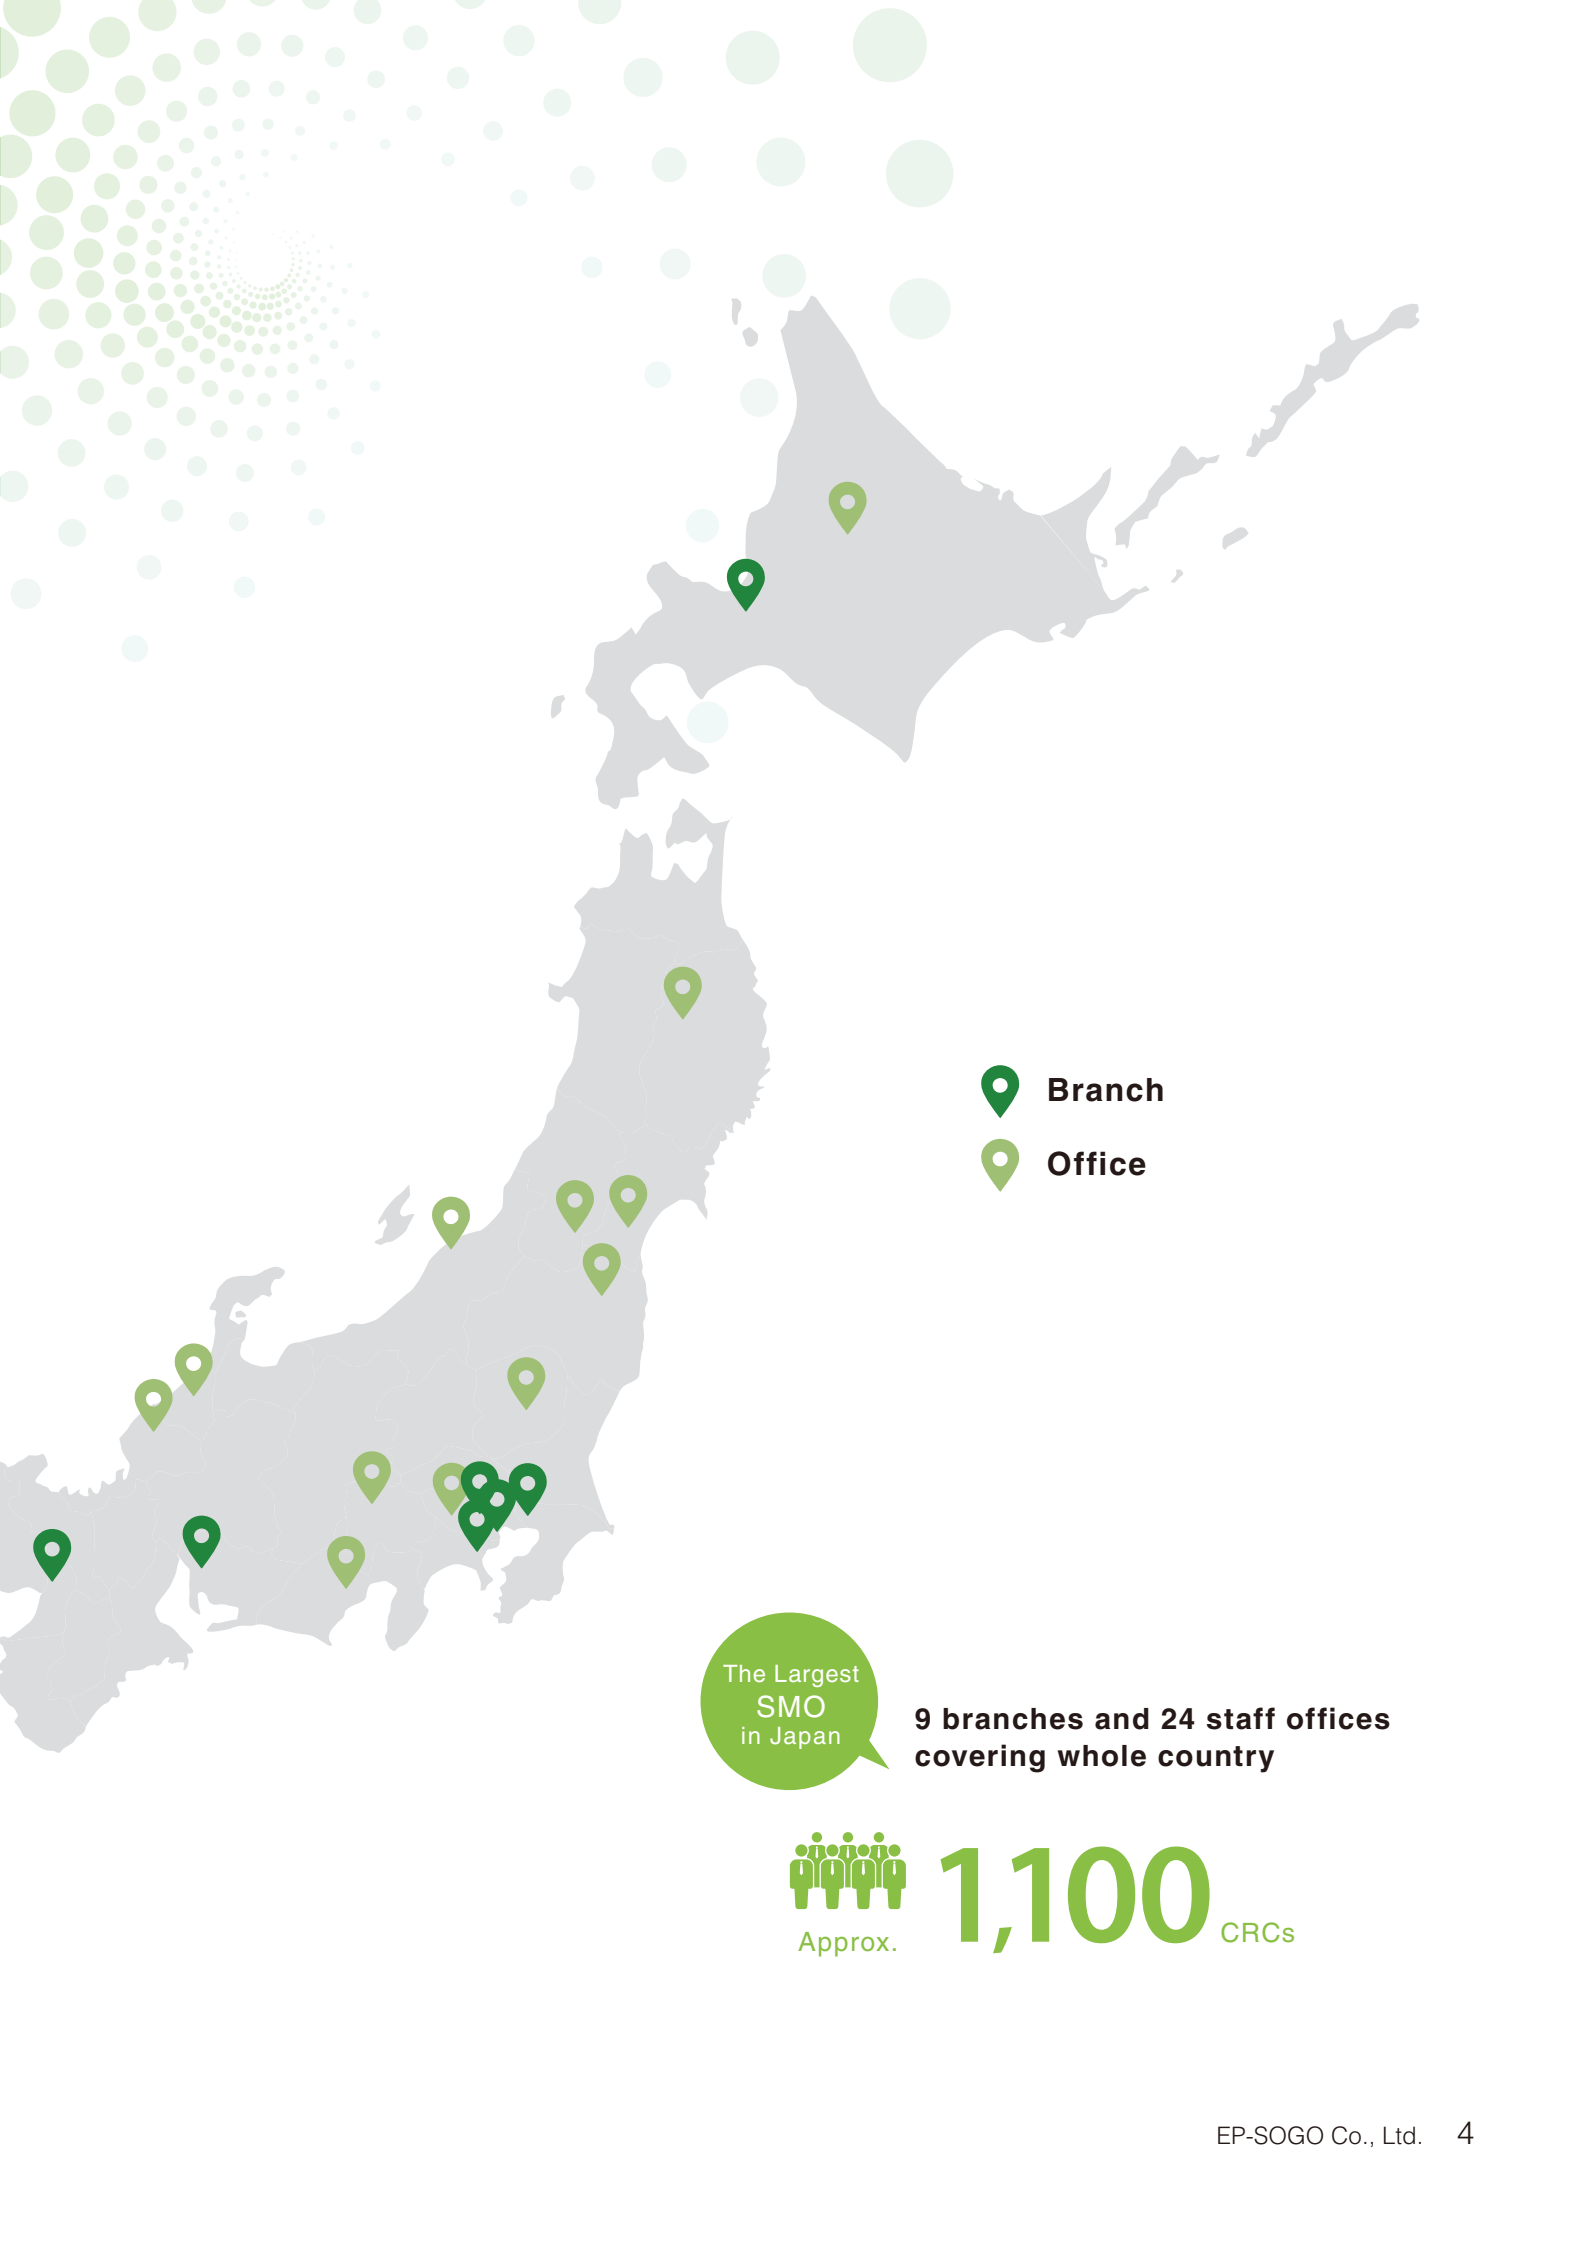 Branch
Office
The Largest
SMO
in Japan
9 branches and 24 staff offices
covering whole country
Approx.
1,100 CRCs
EP-SOGO Co., Ltd. 4